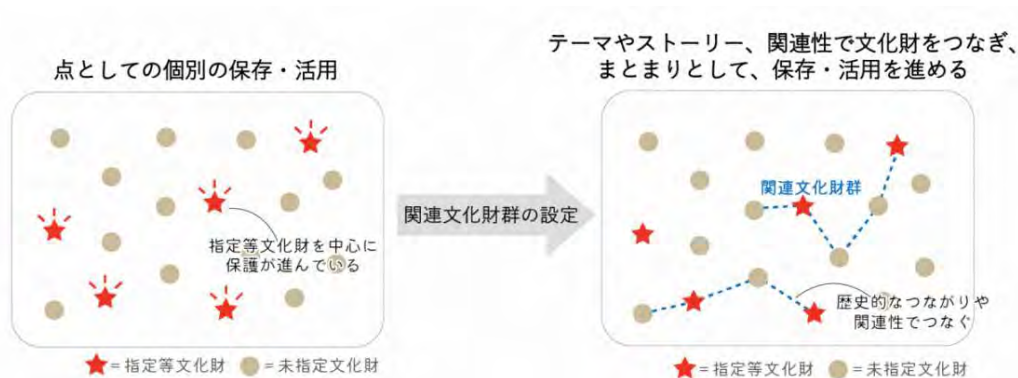 点としての個別の保存・活用
指定等文化財を中心に
保護が進んでいる
★=指定等文化財 ●=未指定文化財
関連文化財群の設定
テーマやストーリー、関連性で文化財をつなぎ、
まとまりとして、保存・活用を進める
関連文化財群
歴史的なつながりや
関連性でつなぐ
★=指定等文化財 ●=未指定文化財